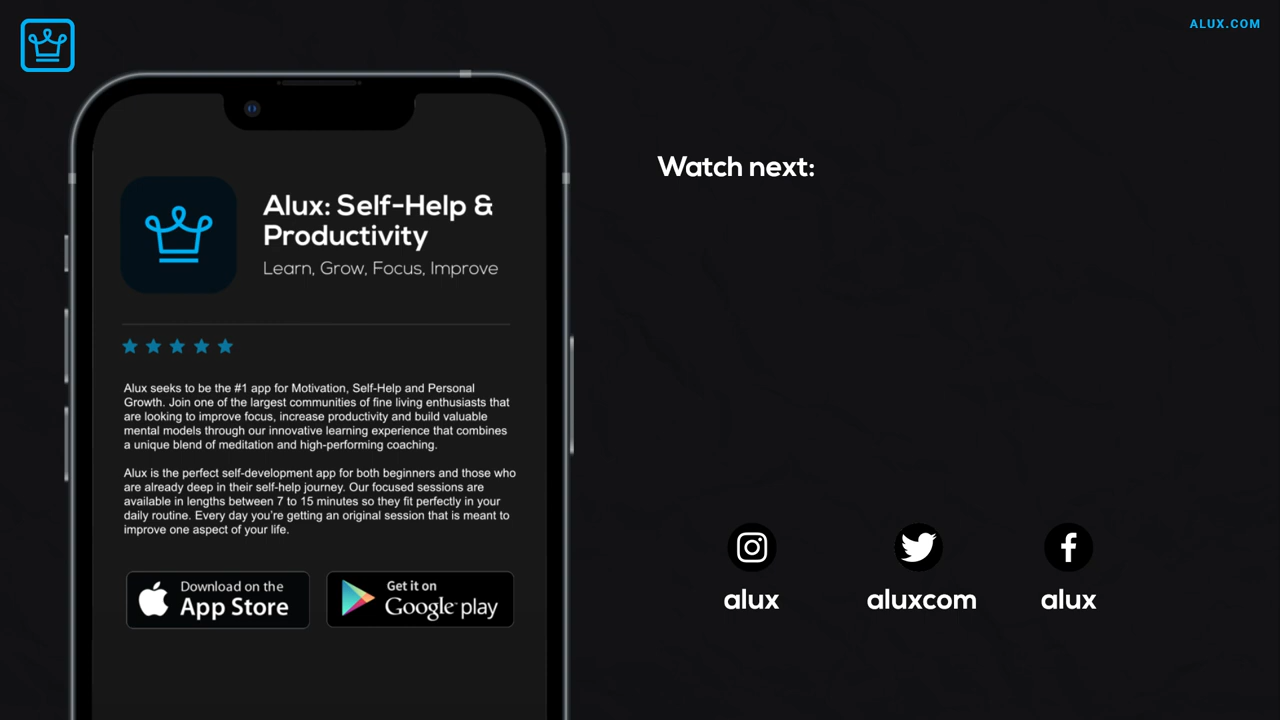 ALUX.COM
Alux: Self-Help &
Productivity
Learn, Grow, Focus, Improve
Alux seeks to be the #1 app for Motivation, Self-Help and Personal
Growth. Join one of the largest communities of fine living enthusiasts that
are looking to improve focus, increase productivity and build valuable
mental models through our innovative learning experience that combines
a unique blend of meditation and high-performing coaching.
Alux is the perfect self-development app for both beginners and those who
are already deep in their self-help journey. Our focused sessions are
available in lengths between 7 to 15 minutes so they fit perfectly in your
daily routine. Every day you're getting an original session that is meant to
improve one aspect of your life.
Download on the
App Store
Get it on
Google play
Watch next:
alux
aluxcom
alux